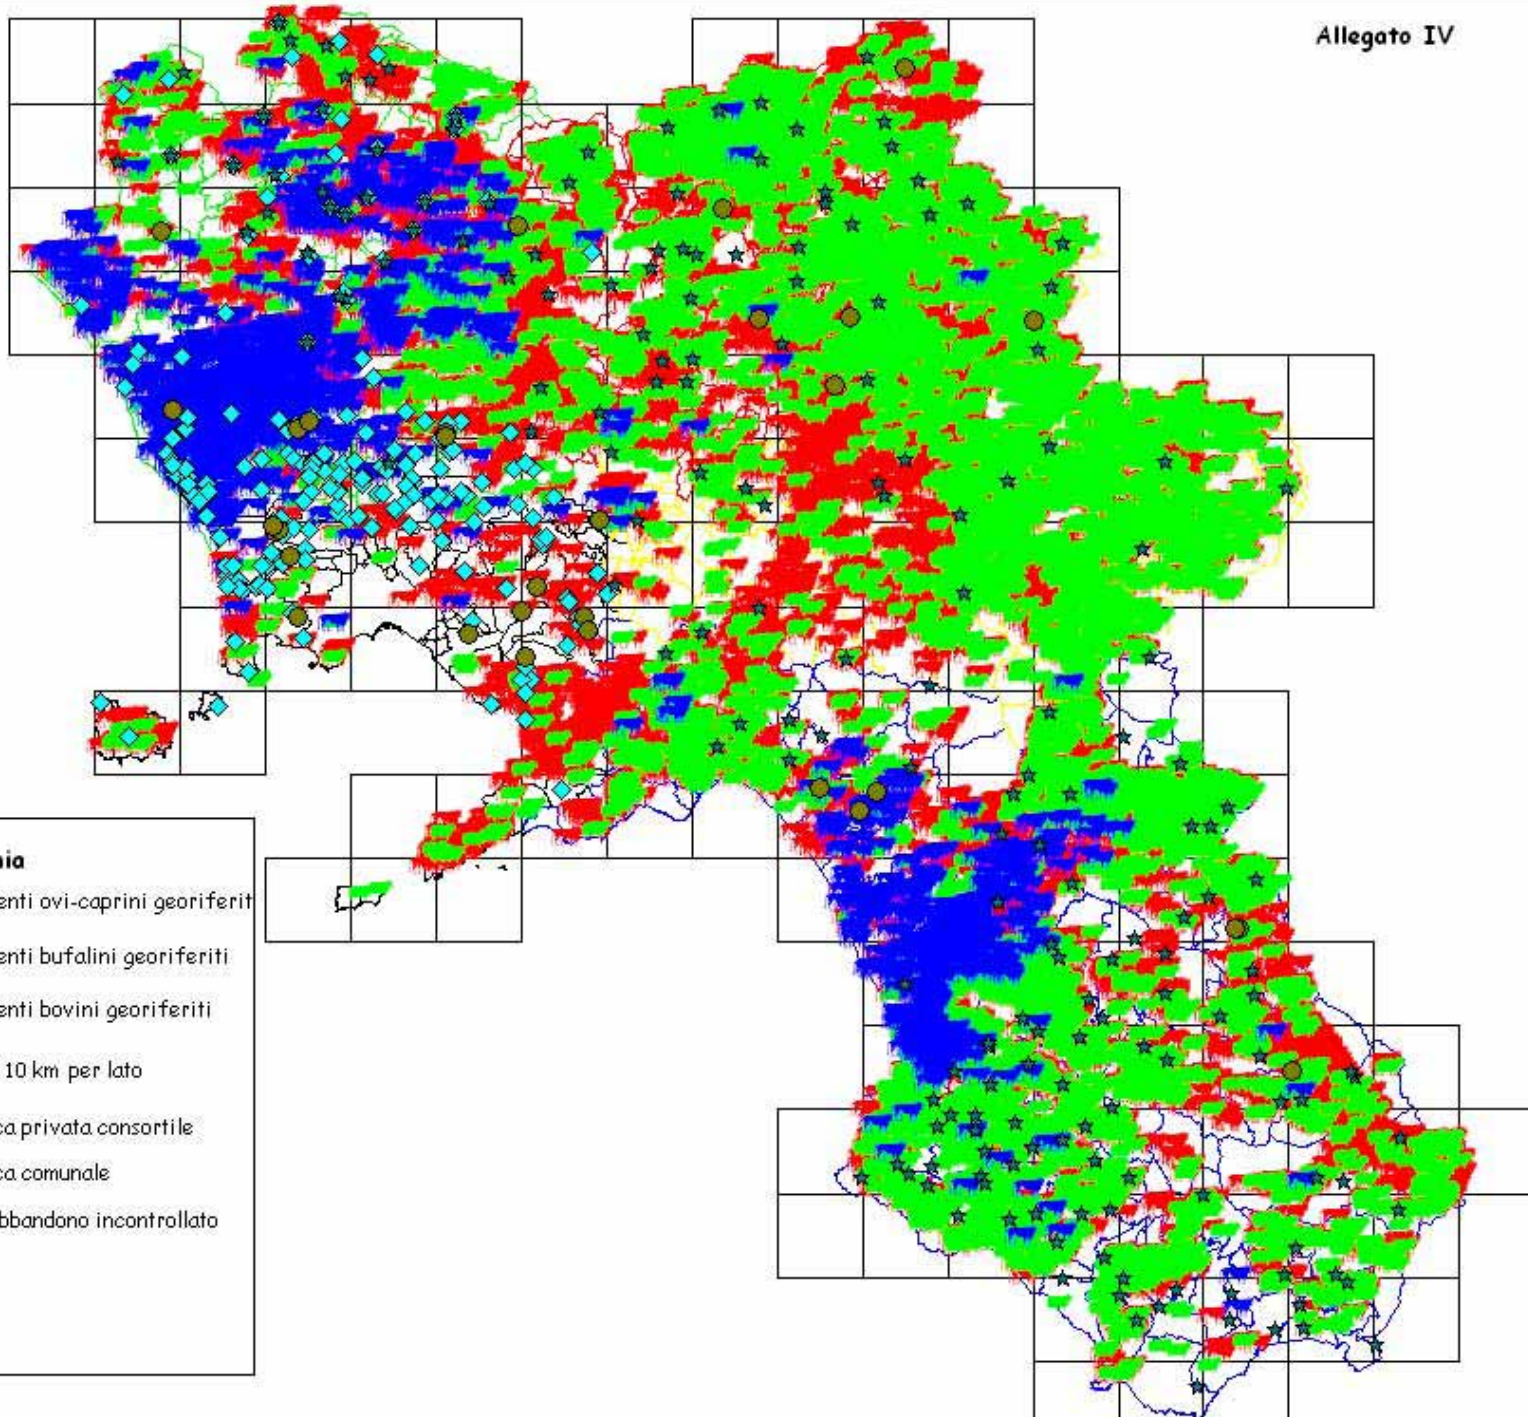 Allegato IV
nia
enti ovi-caprini georiferit
enti bufalini georiferiti
enti bovini georiferiti
10 km per lato
ca privata consortile
ca comunale
bbandono incontrollato